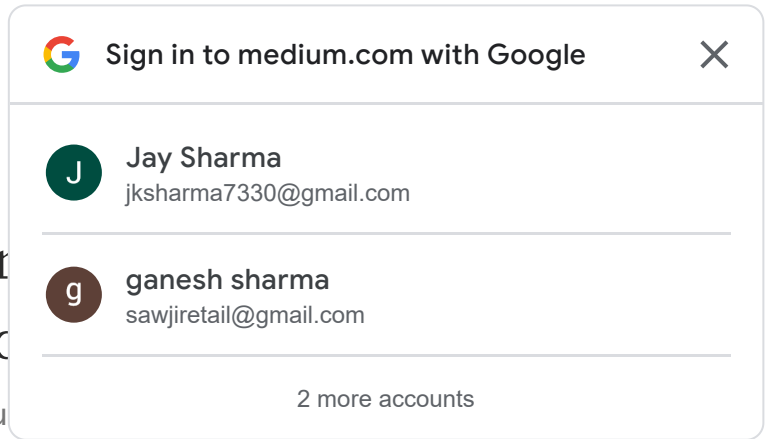 Sign in to medium.com with Google
J
Jay Sharma
jksharma7330@gmail.com
g
ganesh sharma
sawjiretail@gmail.com
2 more accounts